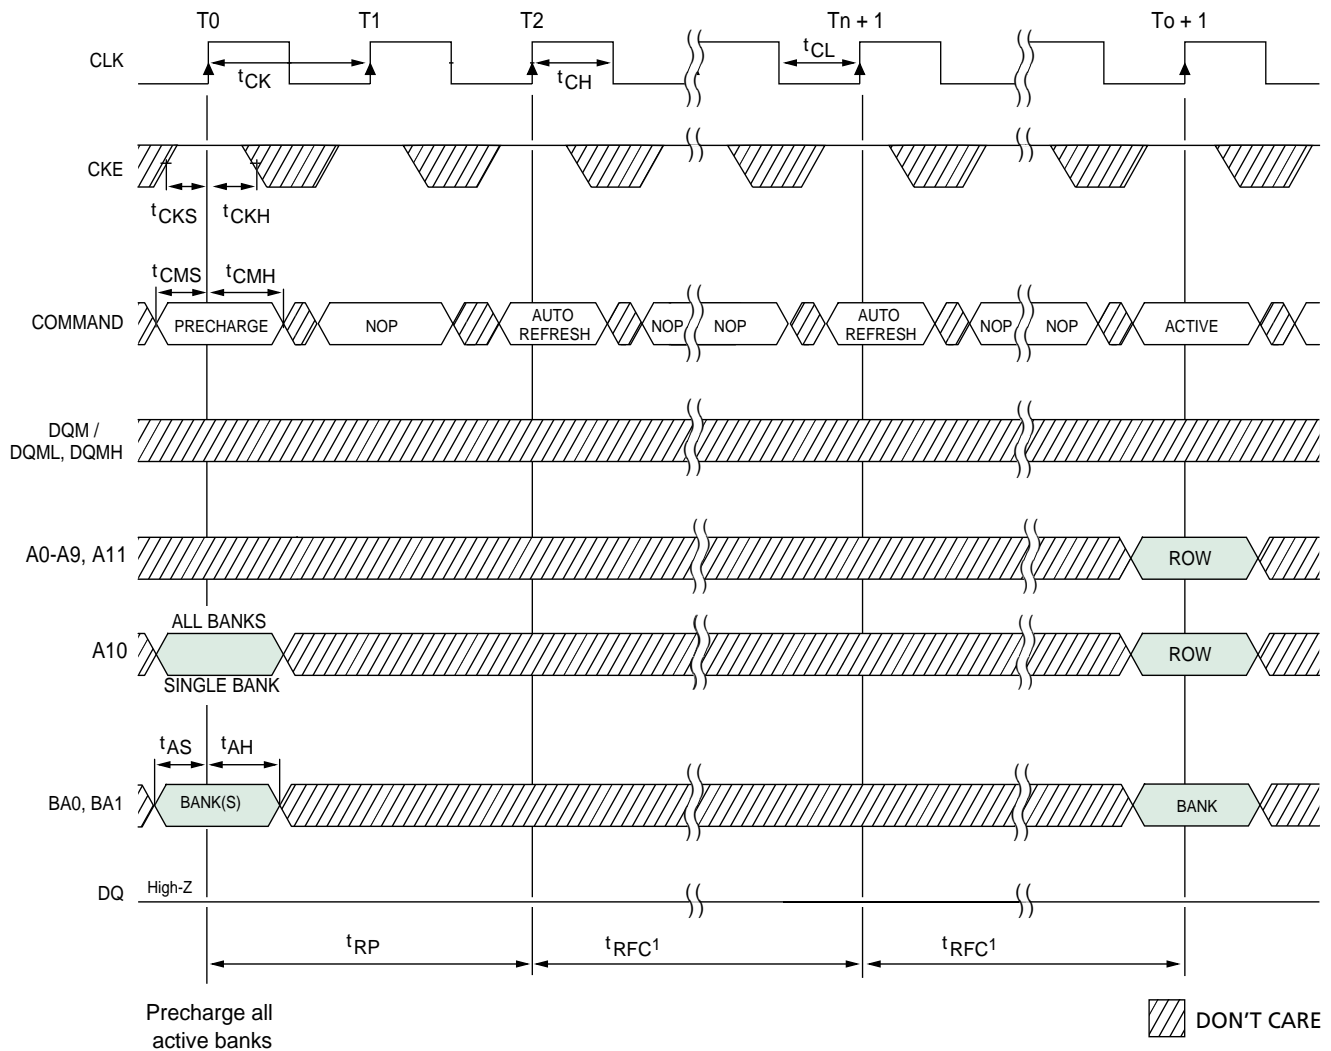 T0 T1 T2 Tn + 1 To + 1
CLK
tCK tCH tCL
CKE
tCKS tCKH
tCMS tCMH
COMMAND PRECHARGE NOP AUTO REFRESH NOP NOP AUTO REFRESH NOP NOP ACTIVE
DQM /
DQML, DQMH
A0-A9, A11 ROW
ALL BANKS
A10 ROW
SINGLE BANK
tAS tAH
BA0, BA1 BANK(S) BANK
DQ High-Z
tRP tRFC1 tRFC1
Precharge all
active banks
DON'T CARE